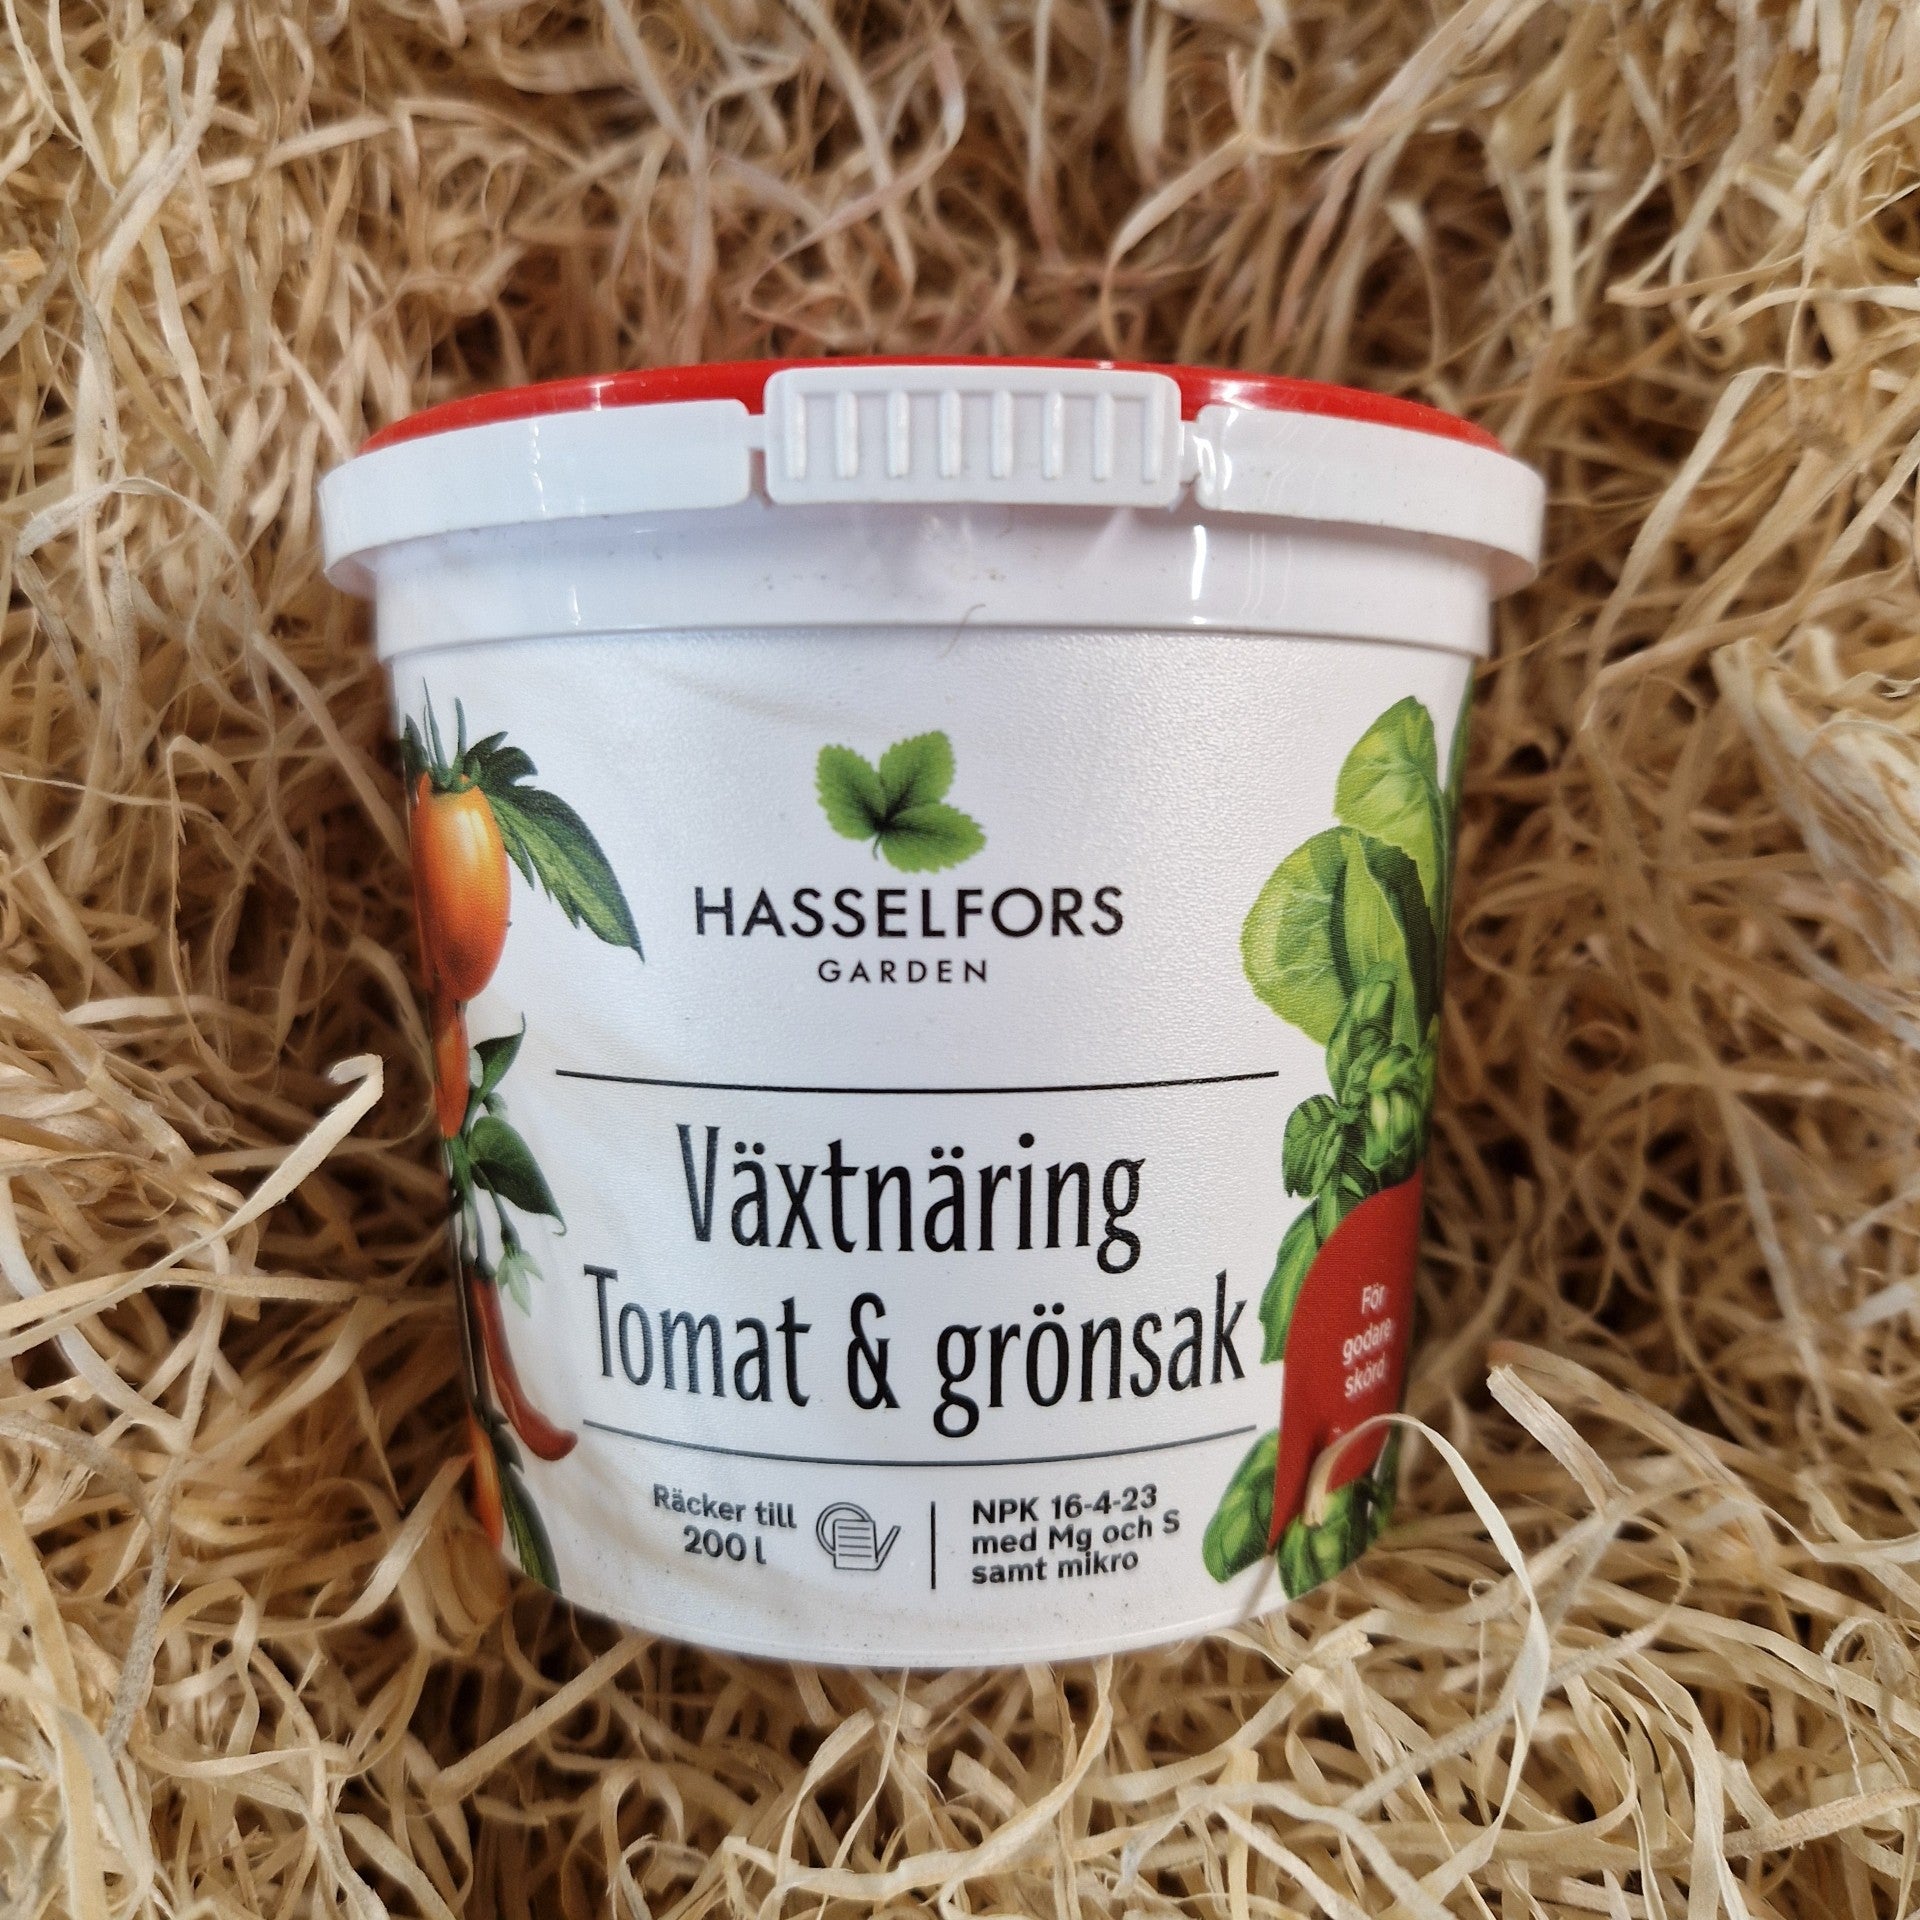 HASSELFORS
GARDEN
Växtnäring
Tomat & grönsak
För
godare
skörd
Räcker till
200 l
NPK 16-4-23
med Mg och S
samt mikro